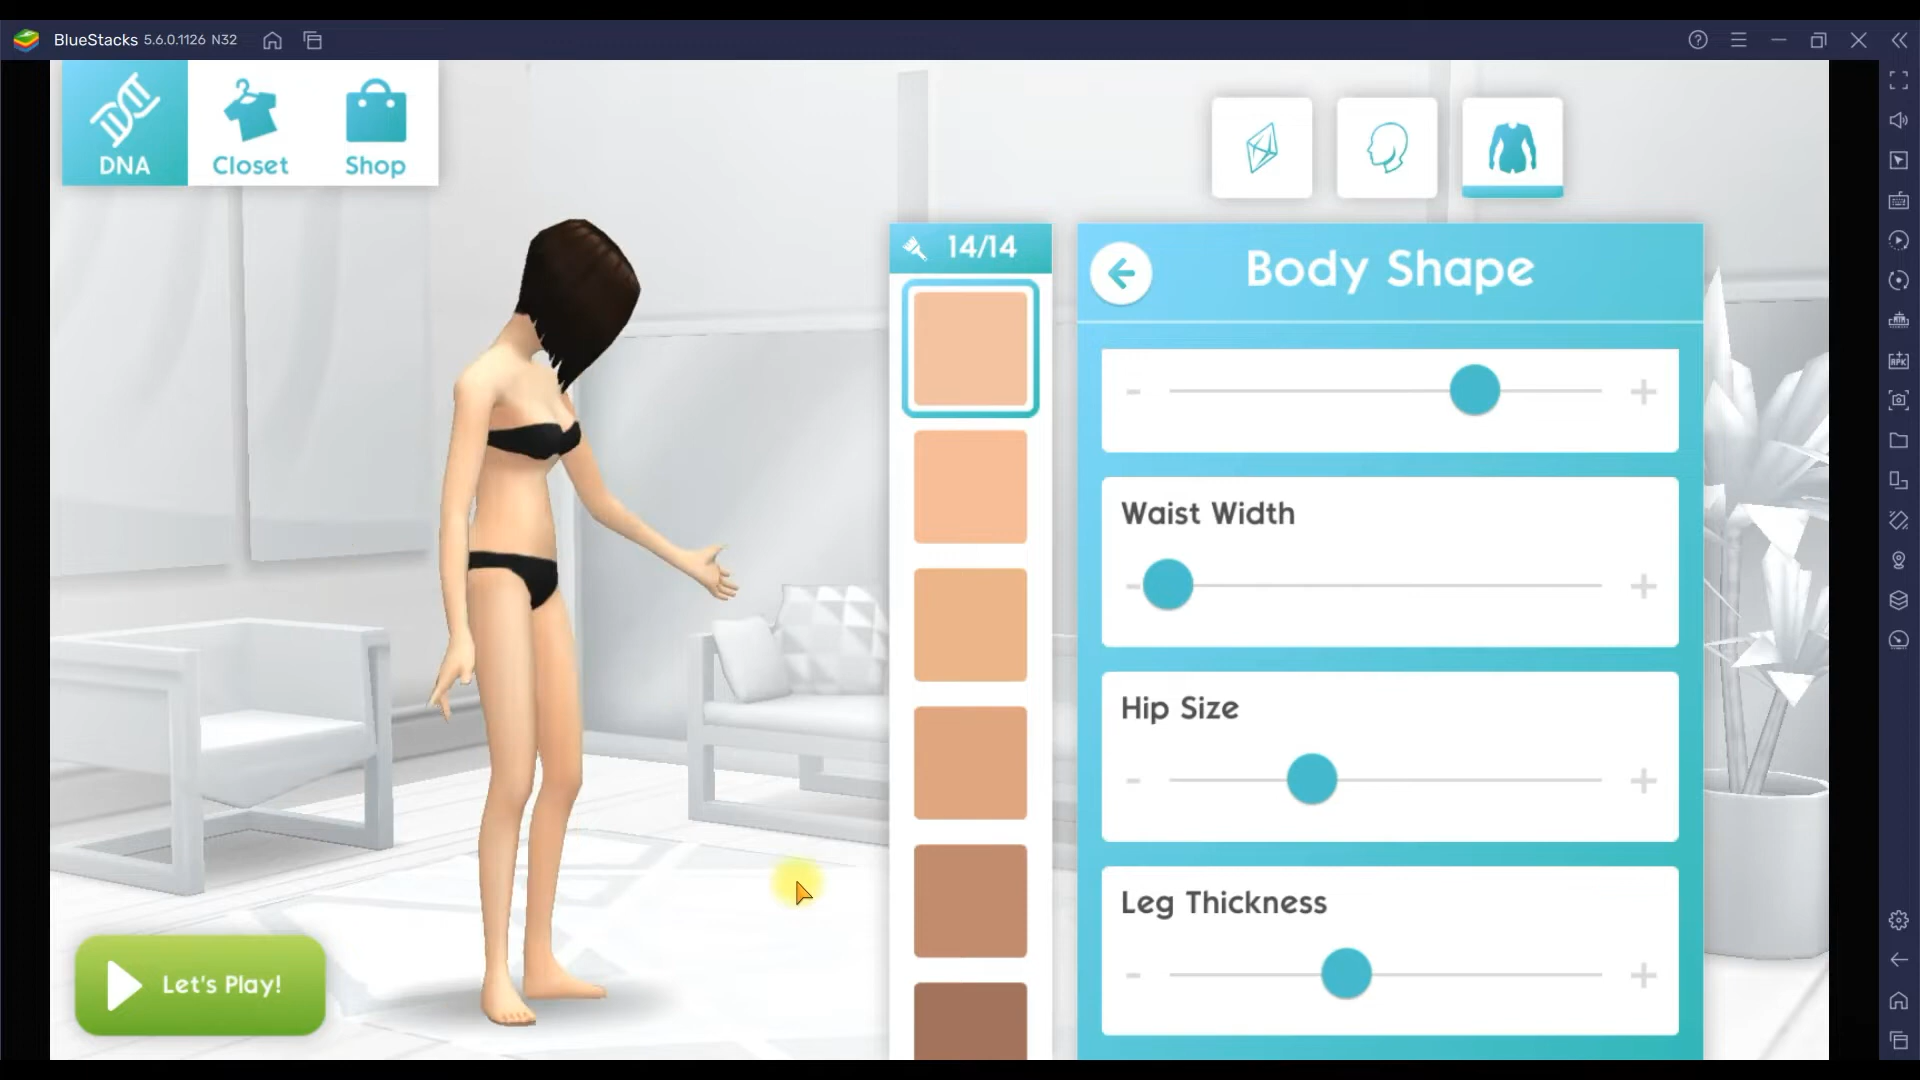 BlueStacks 5.6.0.1126 N32
DNA
Closet
Shop
14/14
Body Shape
Waist Width
Hip Size
Leg Thickness
Let's Play!